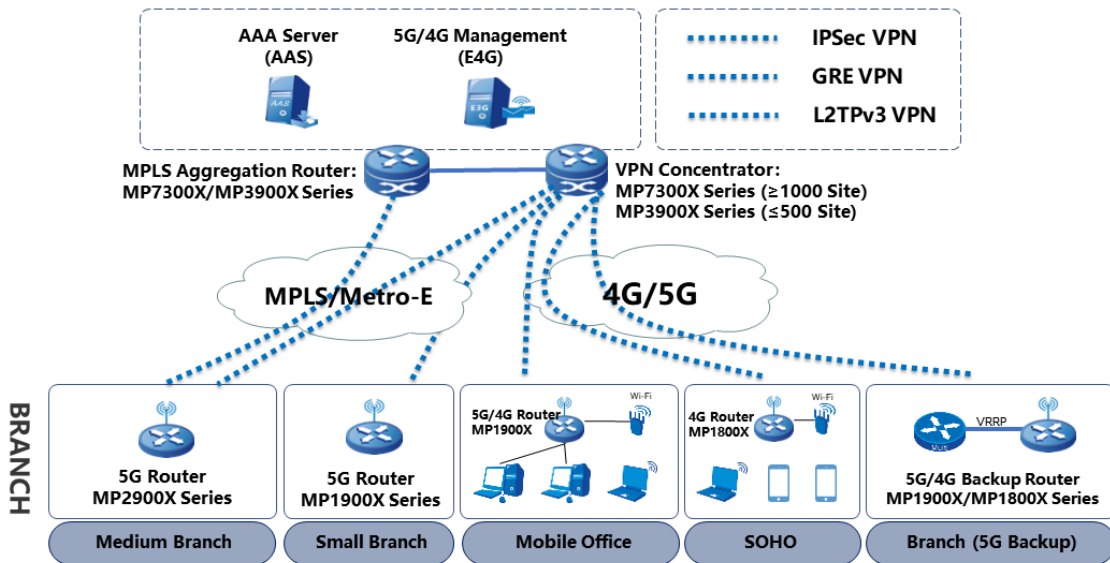 AAA Server
(AAS)
5G/4G Management
(E4G)
AAS
E3G
IPSec VPN
GRE VPN
L2TPv3 VPN
MPLS Aggregation Router:
MP7300X/MP3900X Series
VPN Concentrator:
MP7300X Series (≥1000 Site)
MP3900X Series (≤500 Site)
MPLS/Metro-E
4G/5G
BRANCH
5G Router
MP2900X Series
5G Router
MP1900X Series
5G/4G Router
MP1900X
Wi-Fi
4G Router
MP1800X
Wi-Fi
VRRP
5G/4G Backup Router
MP1900X/MP1800X Series
Medium Branch
Small Branch
Mobile Office
SOHO
Branch (5G Backup)